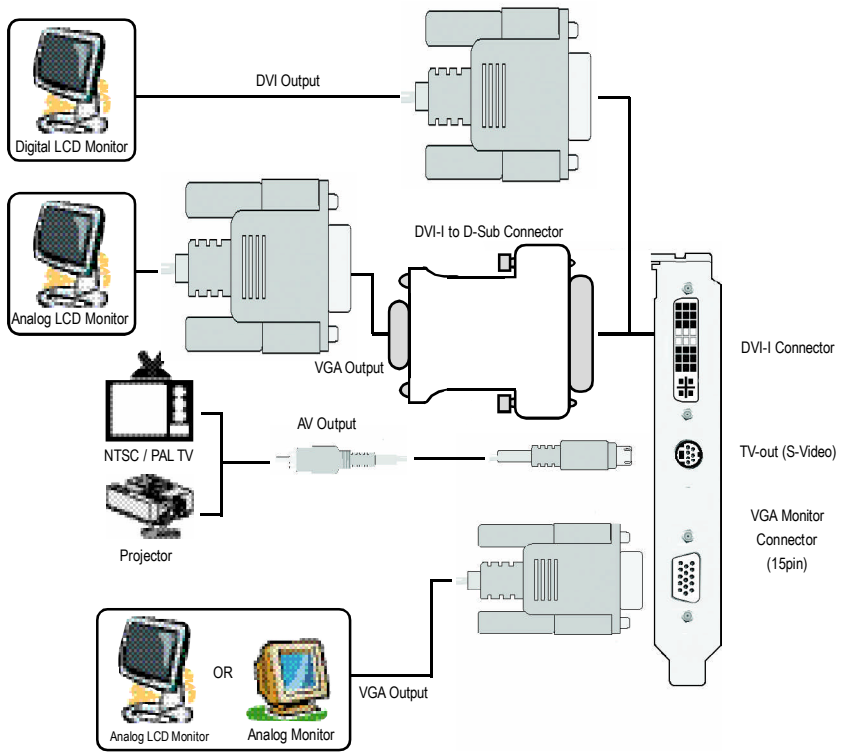 DVI Output
Digital LCD Monitor
DVI-I to D-Sub Connector
Analog LCD Monitor
VGA Output
DVI-I Connector
AV Output
NTSC / PAL TV
TV-out (S-Video)
Projector
VGA Monitor
Connector
(15pin)
OR
VGA Output
Analog LCD Monitor
Analog Monitor